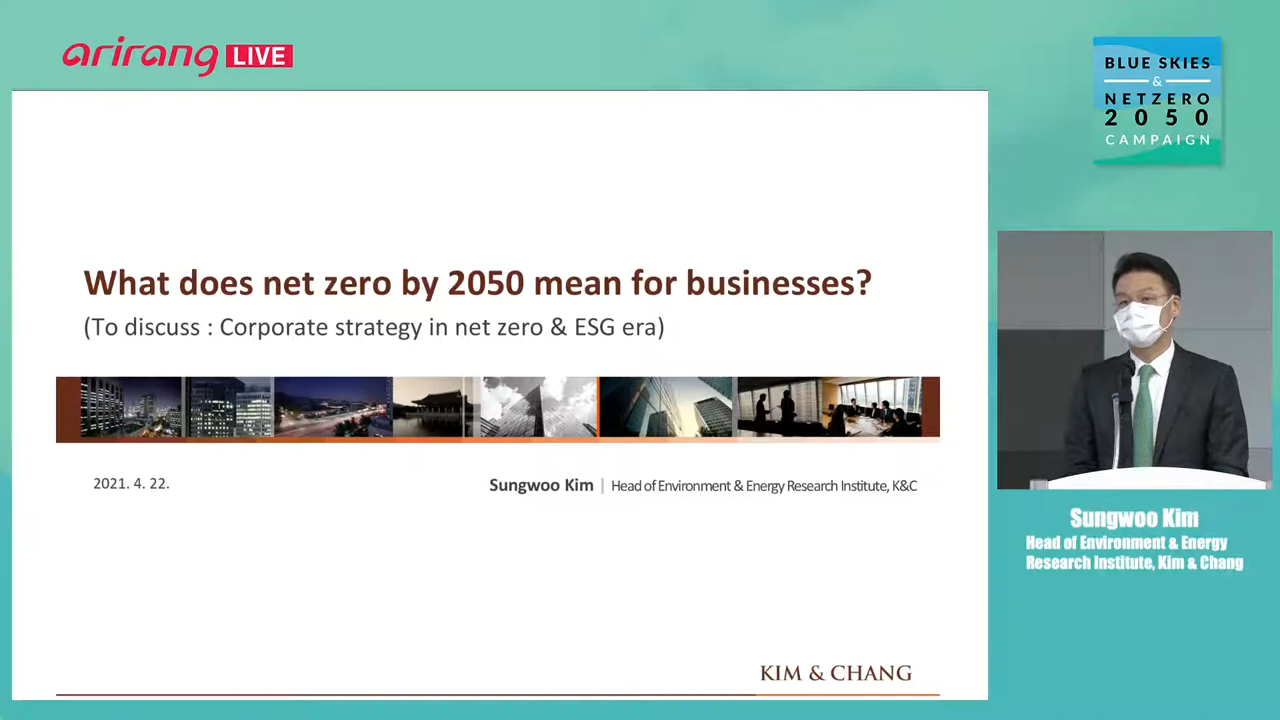 arirang LIVE
BLUE SKIES
&
NETZERO
2050
CAMPAIGN
What does net zero by 2050 mean for businesses?
(To discuss : Corporate strategy in net zero & ESG era)
2021. 4. 22.
Sungwoo Kim | Head of Environment & Energy Research Institute, K&C
KIM & CHANG
Sungwoo Kim
Head of Environment & Energy
Research Institute, Kim & Chang